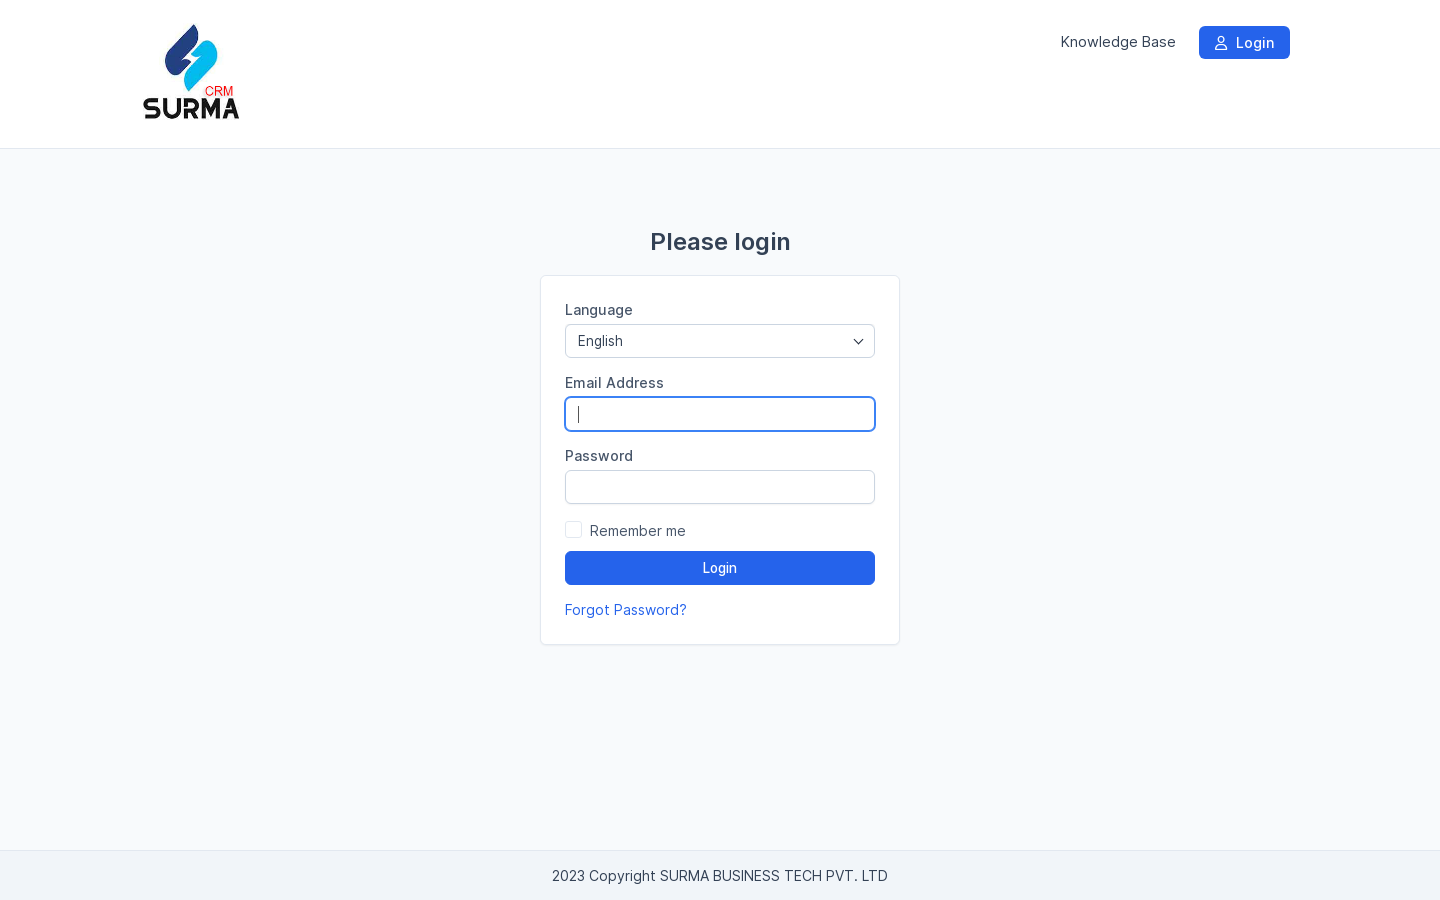 CRM
SURMA
Knowledge Base
Login
Please login
Language
English
Email Address
Password
Remember me
Login
Forgot Password?
2023 Copyright SURMA BUSINESS TECH PVT. LTD